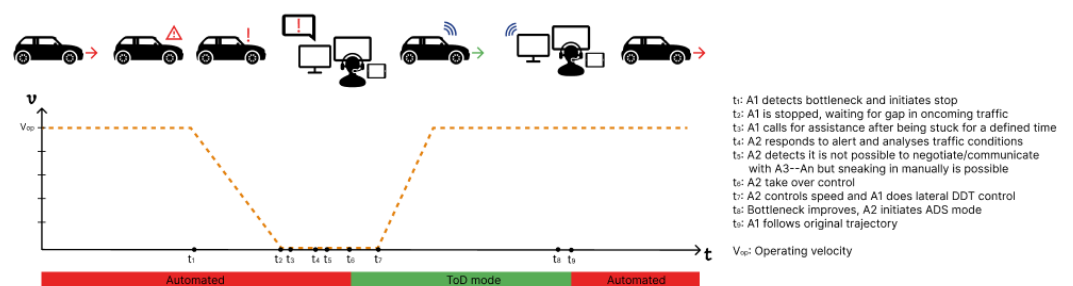 !
!
!
v
Vₒₚ
t₁
t₂
t₃
t₄
t₅
t₆
t₇
t₈
t₉
t
Automated
ToD mode
Automated
t₁: A1 detects bottleneck and initiates stop
t₂: A1 is stopped, waiting for gap in oncoming traffic
t₃: A1 calls for assistance after being stuck for a defined time
t₄: A2 responds to alert and analyses traffic conditions
t₅: A2 detects it is not possible to negotiate/communicate
with A3--An but sneaking in manually is possible
t₆: A2 take over control
t₇: A2 controls speed and A1 does lateral DDT control
t₈: Bottleneck improves, A2 initiates ADS mode
t₉: A1 follows original trajectory
Vₒₚ: Operating velocity